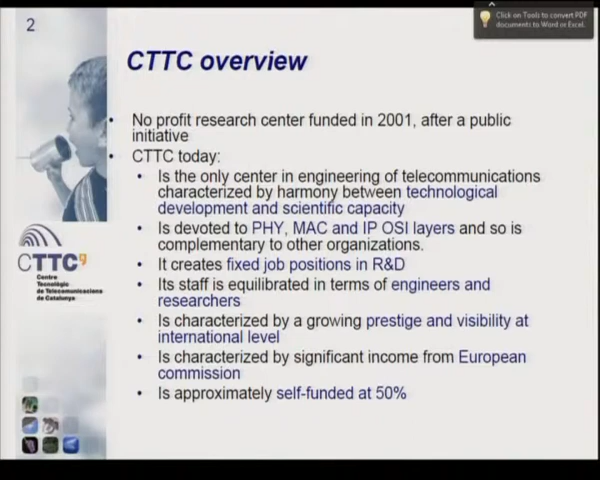 2
Click on Tools to convert PDF
documents to Word or Excel.
CTTC overview
• No profit research center funded in 2001, after a public
initiative
• CTTC today:
• Is the only center in engineering of telecommunications
characterized by harmony between technological
development and scientific capacity
• Is devoted to PHY, MAC and IP OSI layers and so is
complementary to other organizations.
• It creates fixed job positions in R&D
• Its staff is equilibrated in terms of engineers and
researchers
• Is characterized by a growing prestige and visibility at
international level
• Is characterized by significant income from European
commission
• Is approximately self-funded at 50%
CTTC
Centre
Tecnològic
de Telecomunicacions
de Catalunya